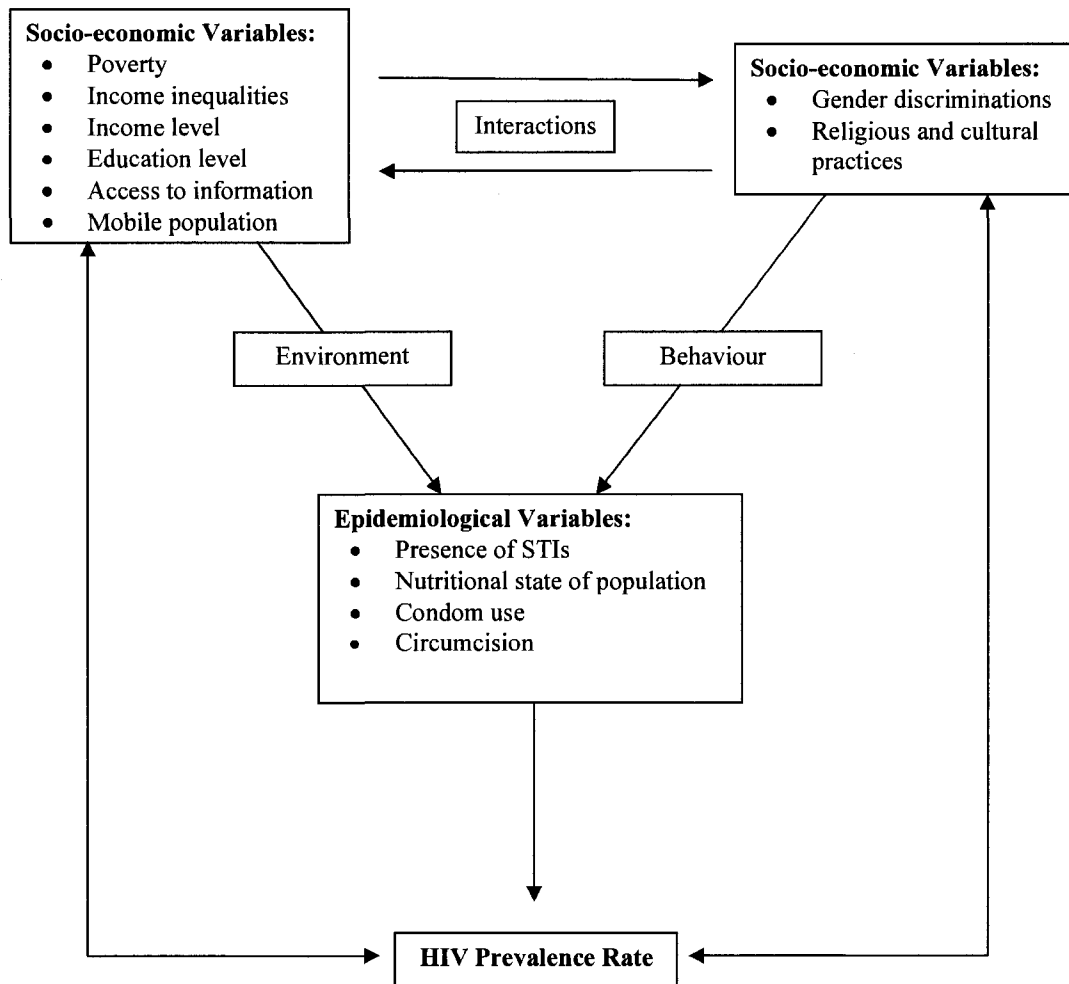 Socio-economic Variables:
• Poverty
• Income inequalities
• Income level
• Education level
• Access to information
• Mobile population
Interactions
Socio-economic Variables:
• Gender discriminations
• Religious and cultural
practices
Environment
Behaviour
Epidemiological Variables:
• Presence of STIs
• Nutritional state of population
• Condom use
• Circumcision
HIV Prevalence Rate